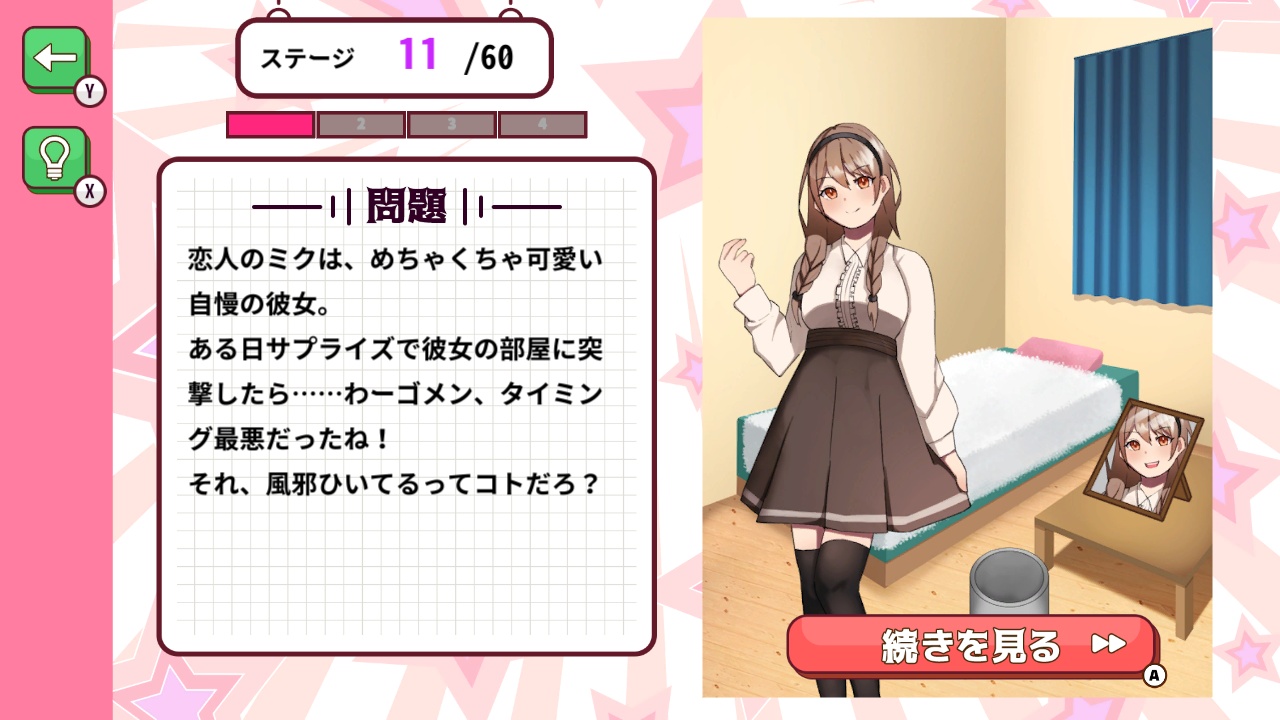 ステージ 11 /60
2 3 4
Y
X
問題
恋人のミクは、めちゃくちゃ可愛い
自慢の彼女。
ある日サプライズで彼女の部屋に突
撃したら……わーゴメン、タイミン
グ最悪だったね！
それ、風邪ひいてるってコトだろ？
続きを見る
A